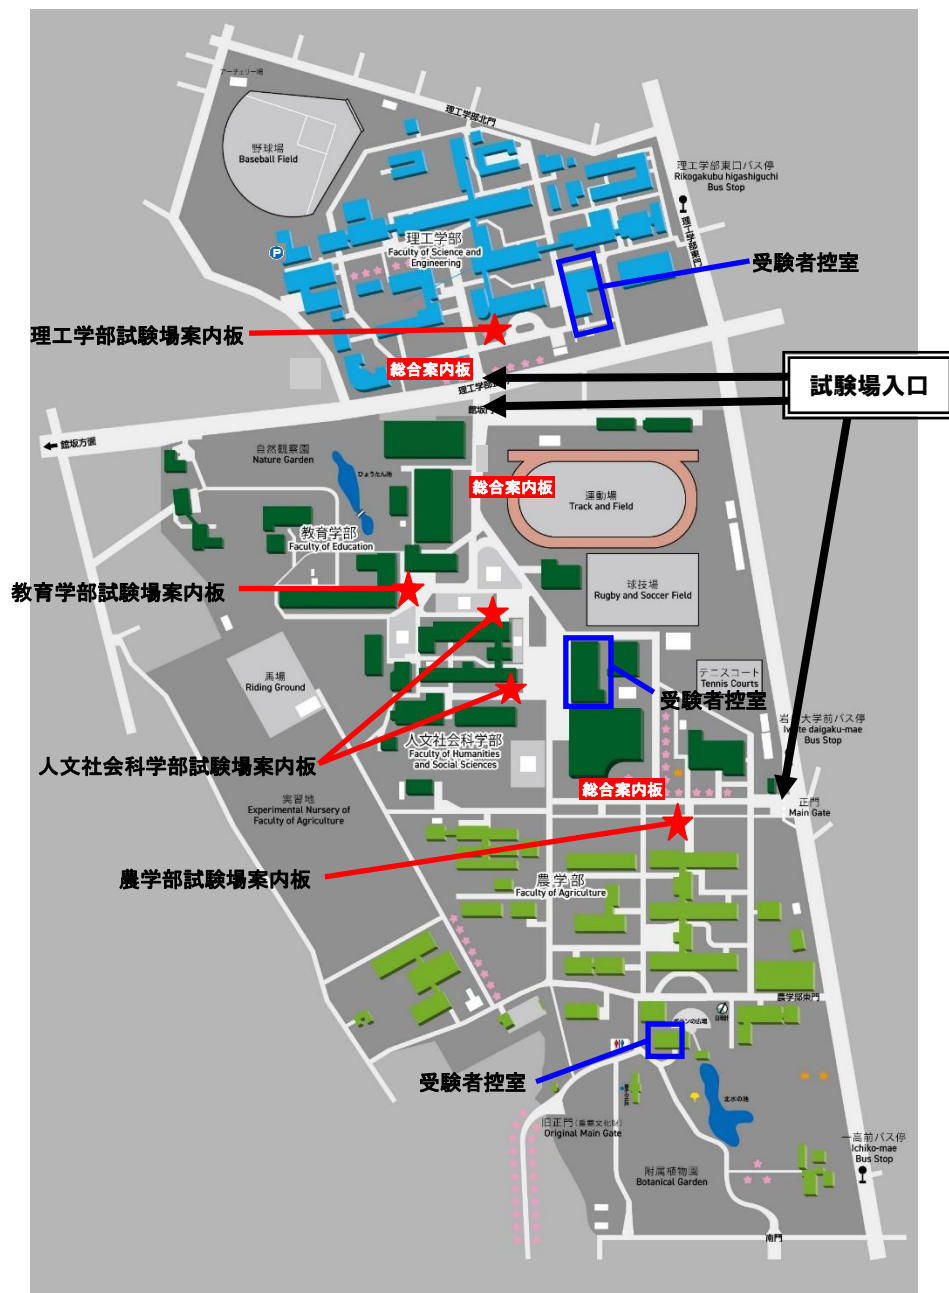 アーチェリー場
理工学部北門
野球場
Baseball Field
理工学部東口バス停
Rikogakubu higashiguchi
Bus Stop
理工学部東門
P
理工学部
Faculty of Science and
Engineering
受験者控室
理工学部試験場案内板
総合案内板
試験場入口
館坂方面
自然観察園
Nature Garden
ひょうたん池
総合案内板
運動場
Track and Field
教育学部
Faculty of Education
球技場
Rugby and Soccer Field
教育学部試験場案内板
馬場
Riding Ground
テニスコート
Tennis Courts
受験者控室
岩手大学前バス停
Iwate daigaku-mae
Bus Stop
人文社会科学部
Faculty of Humanities
and Social Sciences
人文社会科学部試験場案内板
総合案内板
実習地
Experimental Nursery of
Faculty of Agriculture
正門
Main Gate
農学部試験場案内板
農学部
Faculty of Agriculture
農学部東門
受験者控室
旧正門(重要文化財)
Original Main Gate
一高前バス停
Ichiko-mae
Bus Stop
附属植物園
Botanical Garden
南門